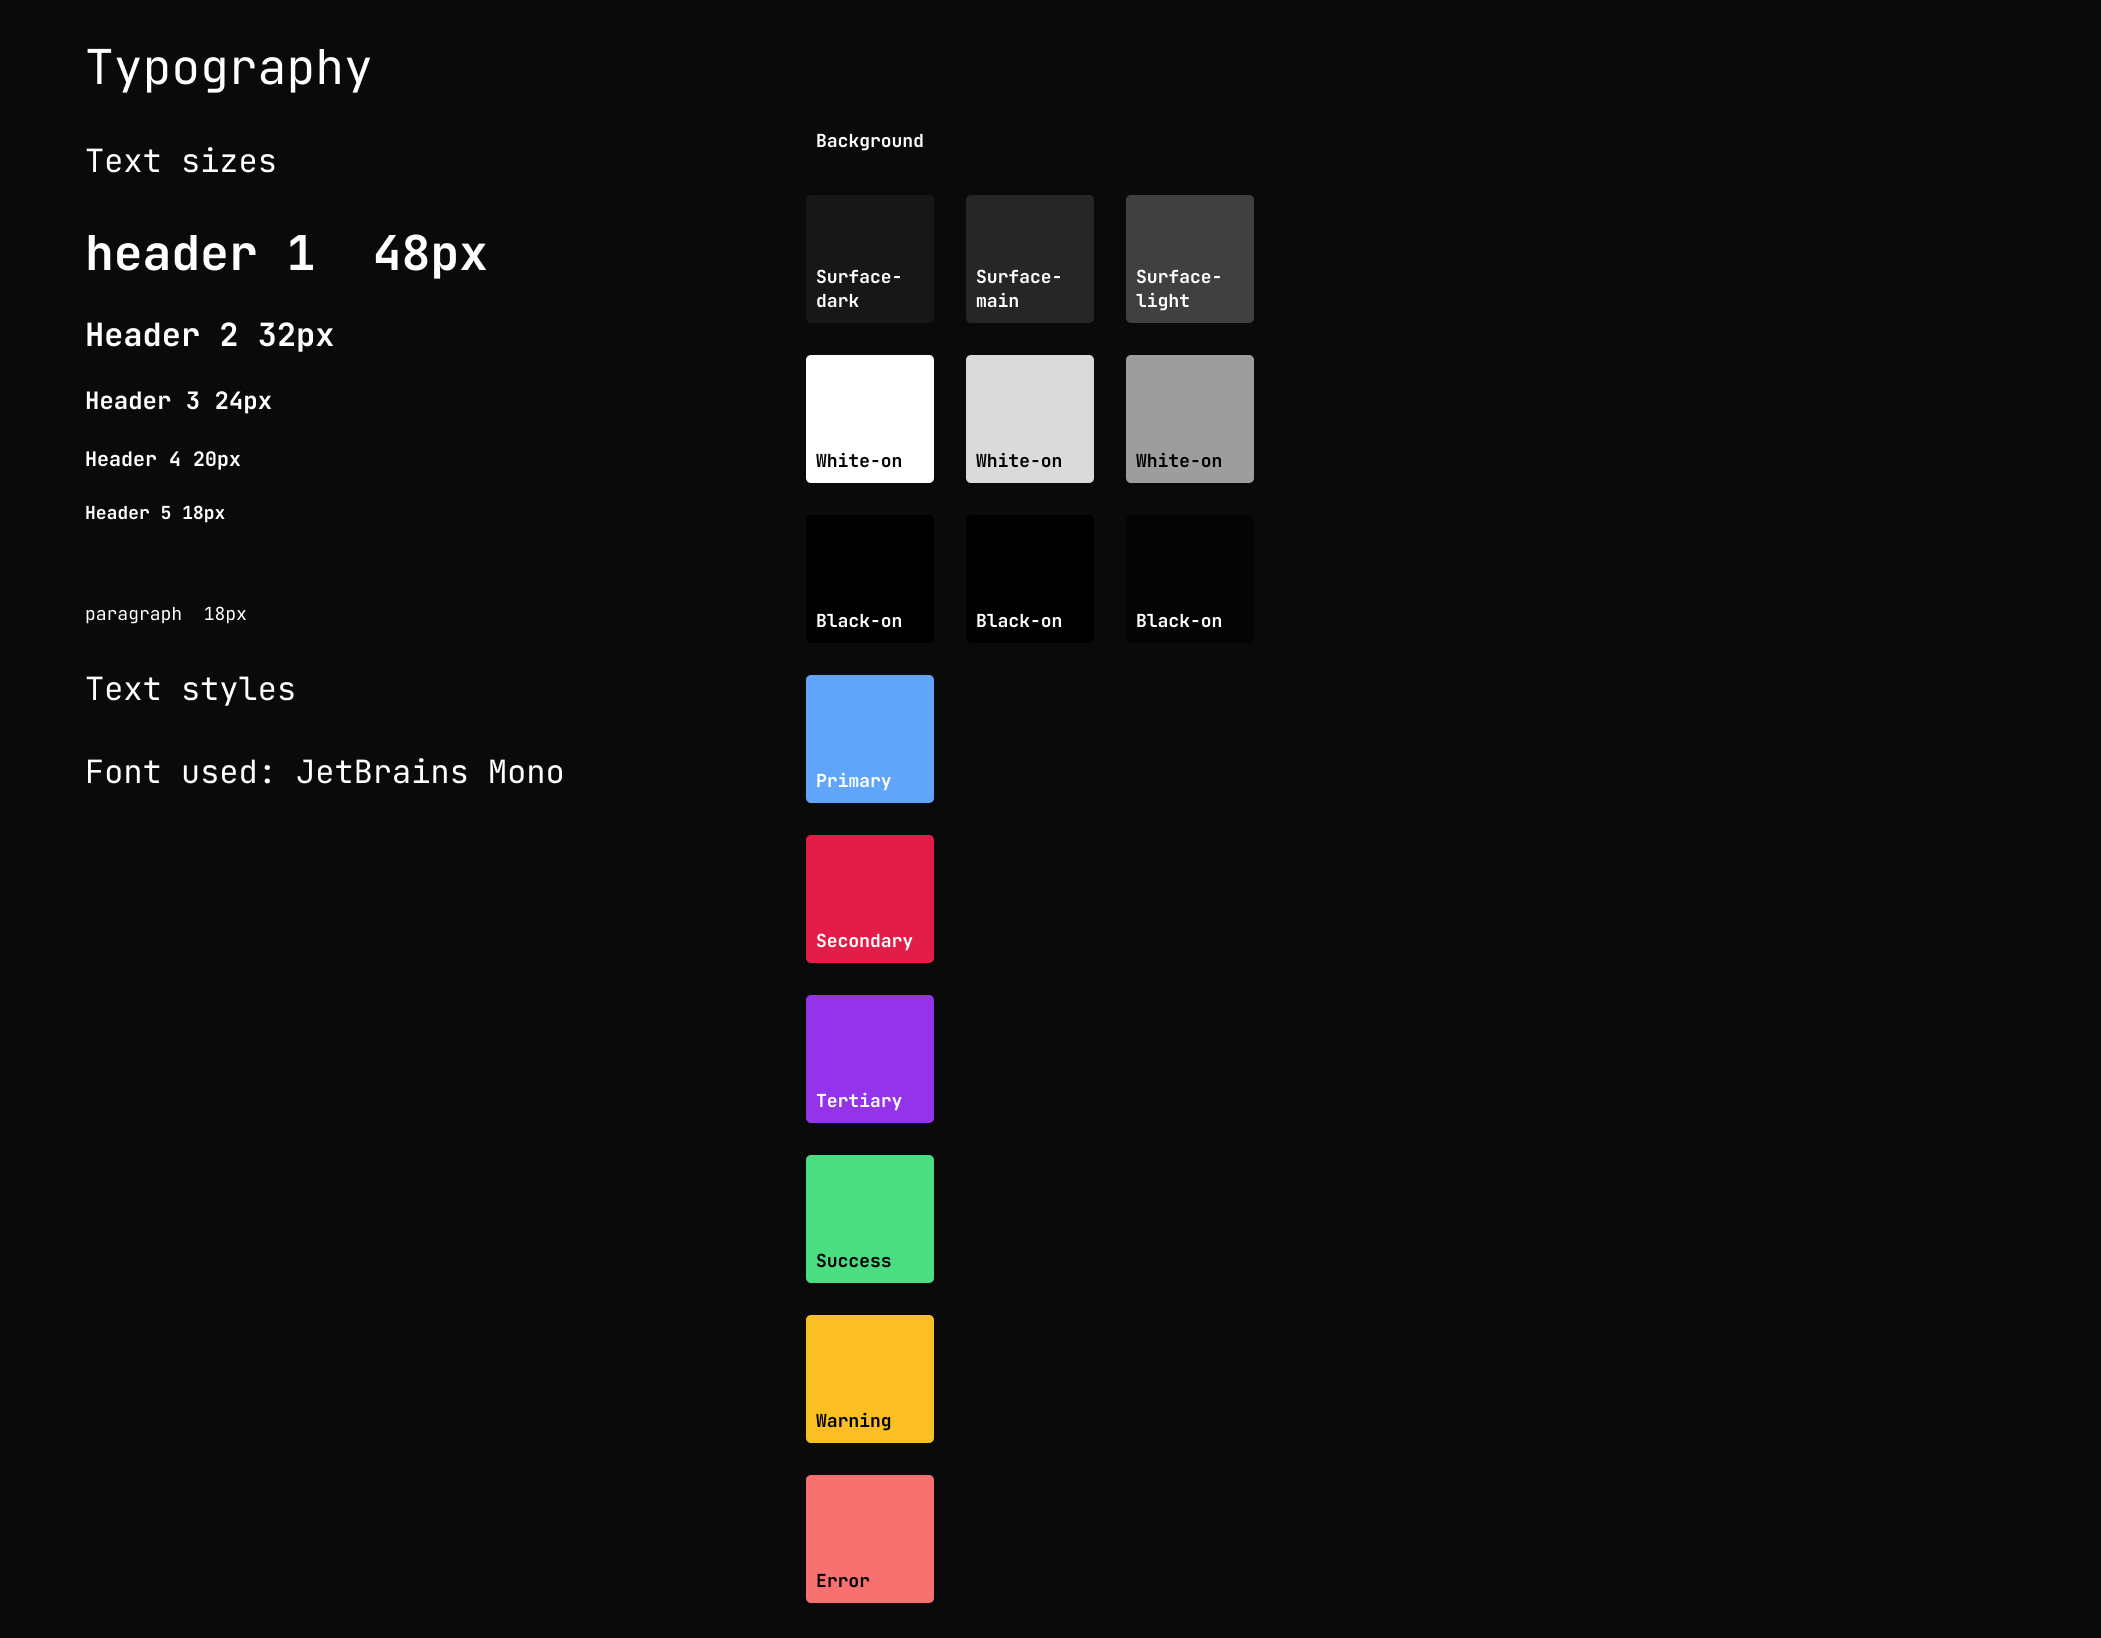 Typography
Text sizes
header 1  48px
Header 2 32px
Header 3 24px
Header 4 20px
Header 5 18px
paragraph  18px
Text styles
Font used: JetBrains Mono
Background
Surface-
dark
Surface-
main
Surface-
light
White-on
White-on
White-on
Black-on
Black-on
Black-on
Primary
Secondary
Tertiary
Success
Warning
Error